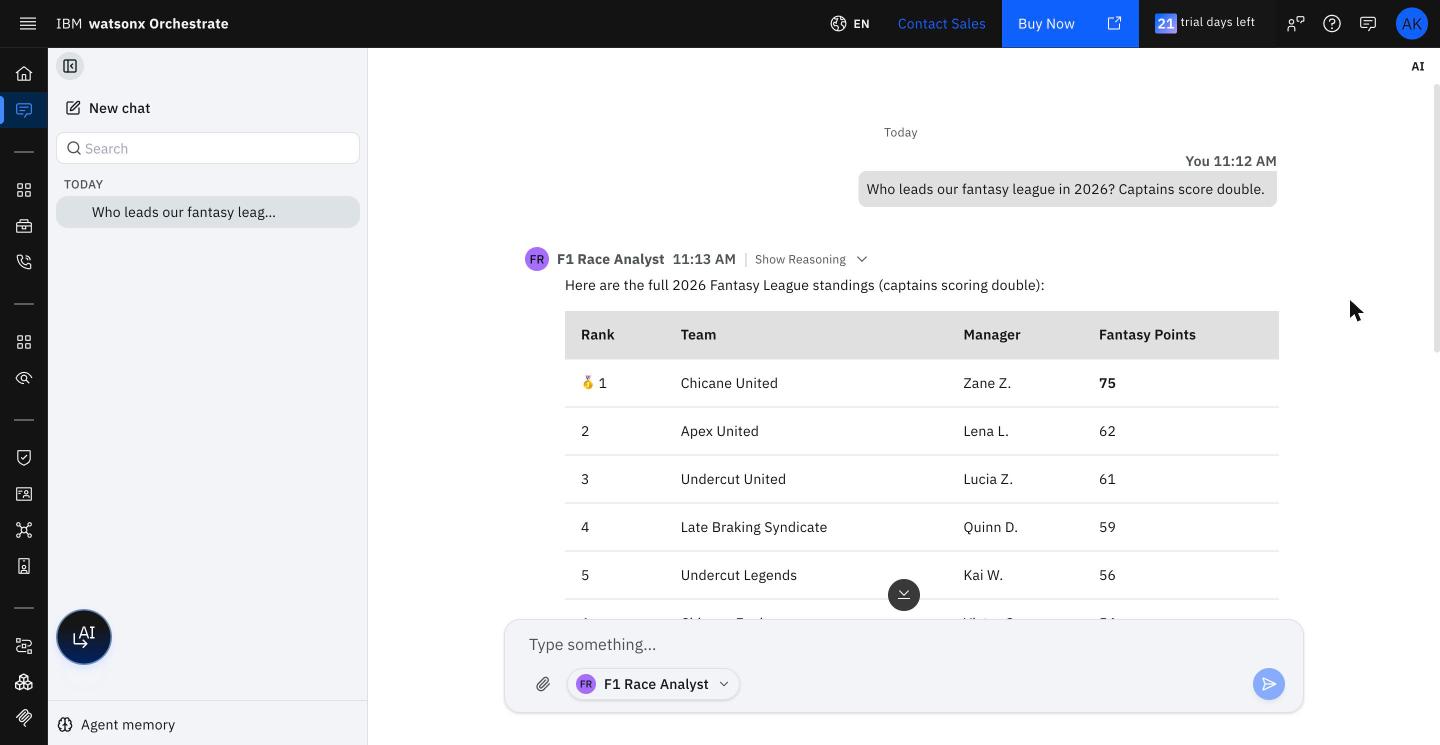 IBM watsonx Orchestrate
EN
Contact Sales
Buy Now
21 trial days left
AK
AI
New chat
Search
TODAY
Who leads our fantasy leag...
AI
Agent memory
Today
You 11:12 AM
Who leads our fantasy league in 2026? Captains score double.
FR F1 Race Analyst 11:13 AM | Show Reasoning
Here are the full 2026 Fantasy League standings (captains scoring double):
Rank Team Manager Fantasy Points
🥇 1 Chicane United Zane Z. 75
2 Apex United Lena L. 62
3 Undercut United Lucia Z. 61
4 Late Braking Syndicate Quinn D. 59
5 Undercut Legends Kai W. 56
Type something...
FR F1 Race Analyst